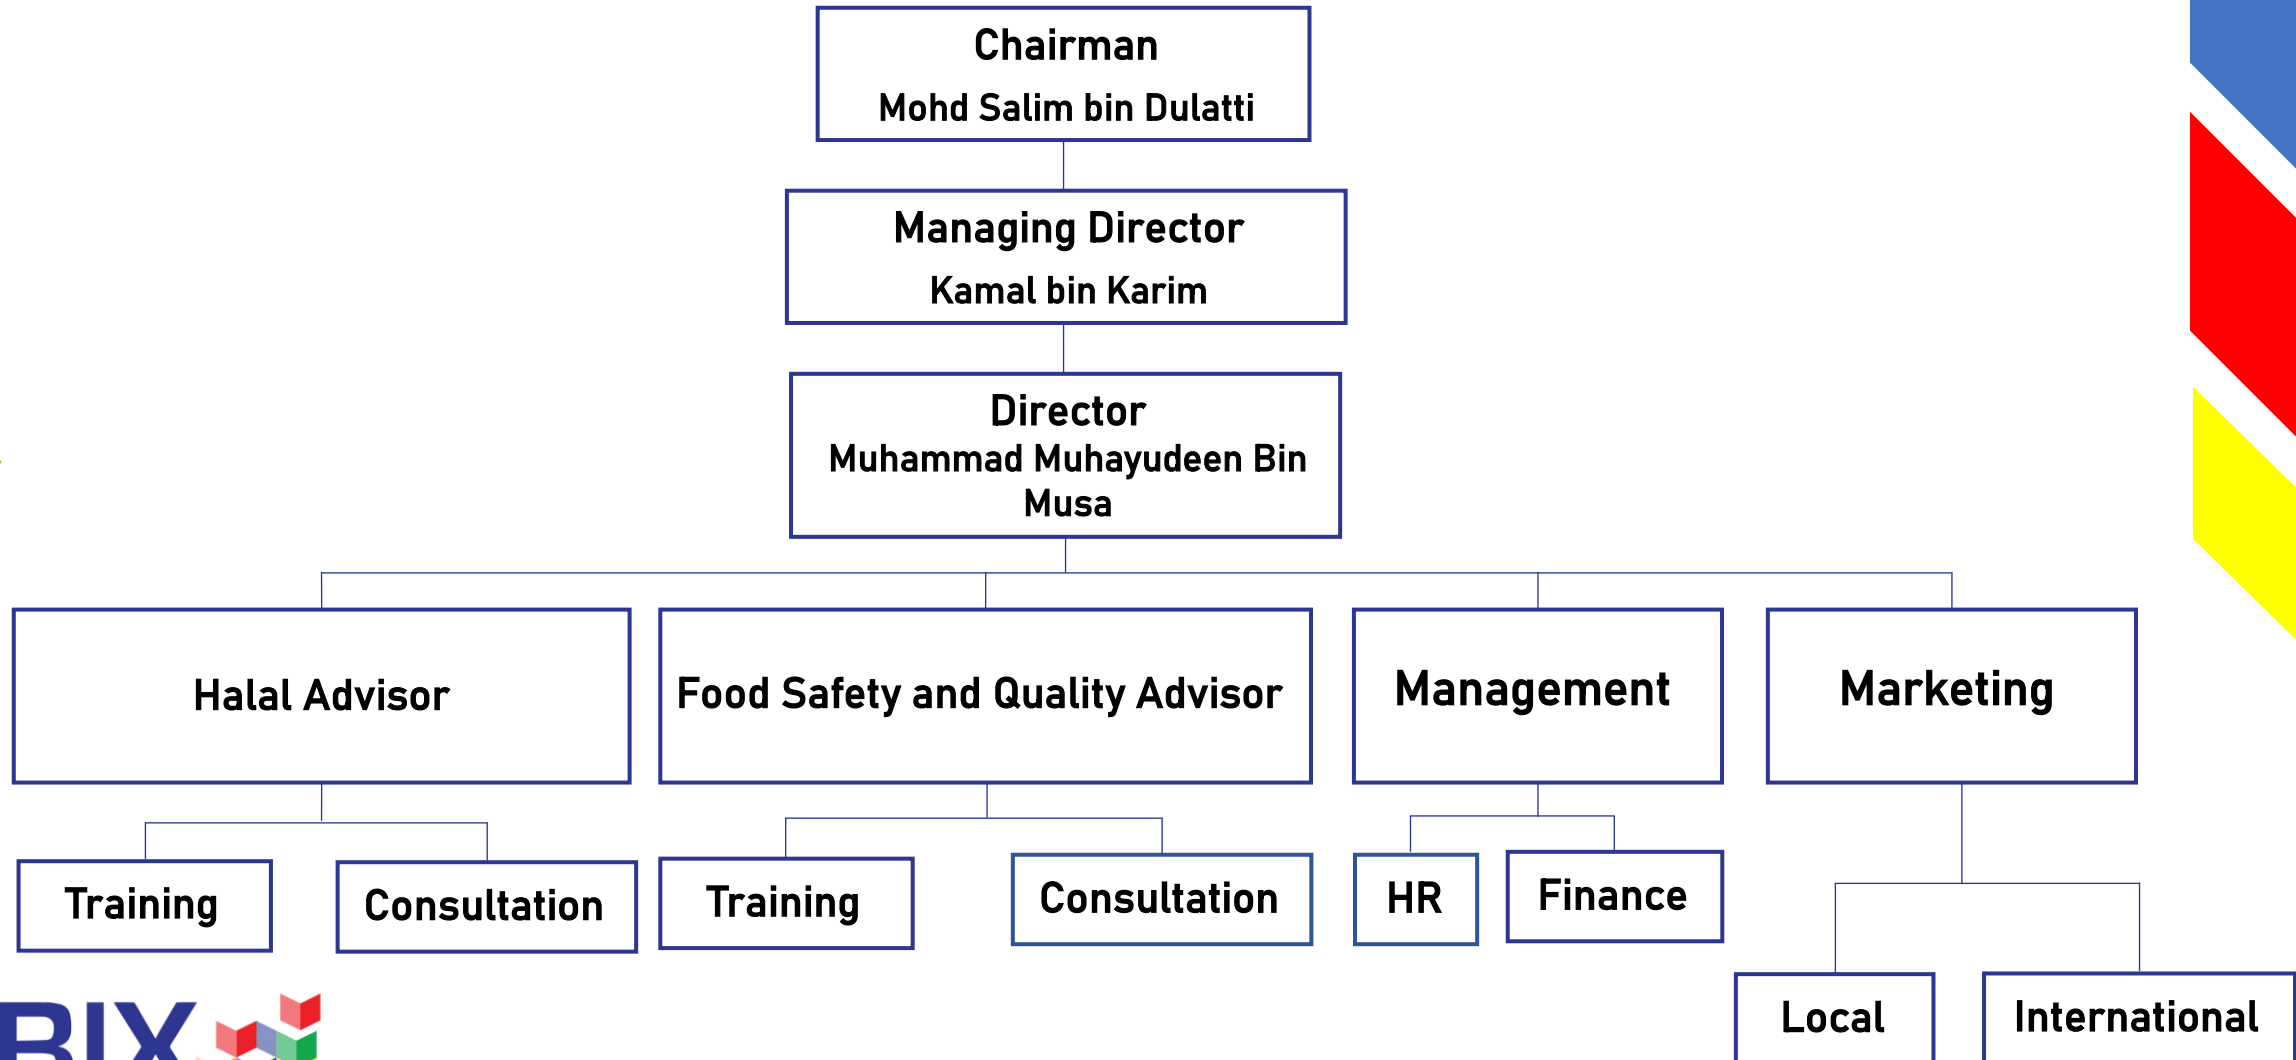 Chairman
Mohd Salim bin Dulatti
Managing Director
Kamal bin Karim
Director
Muhammad Muhayudeen Bin
Musa
Halal Advisor
Food Safety and Quality Advisor
Management
Marketing
Training
Consultation
Training
Consultation
HR
Finance
Local
International
BIX